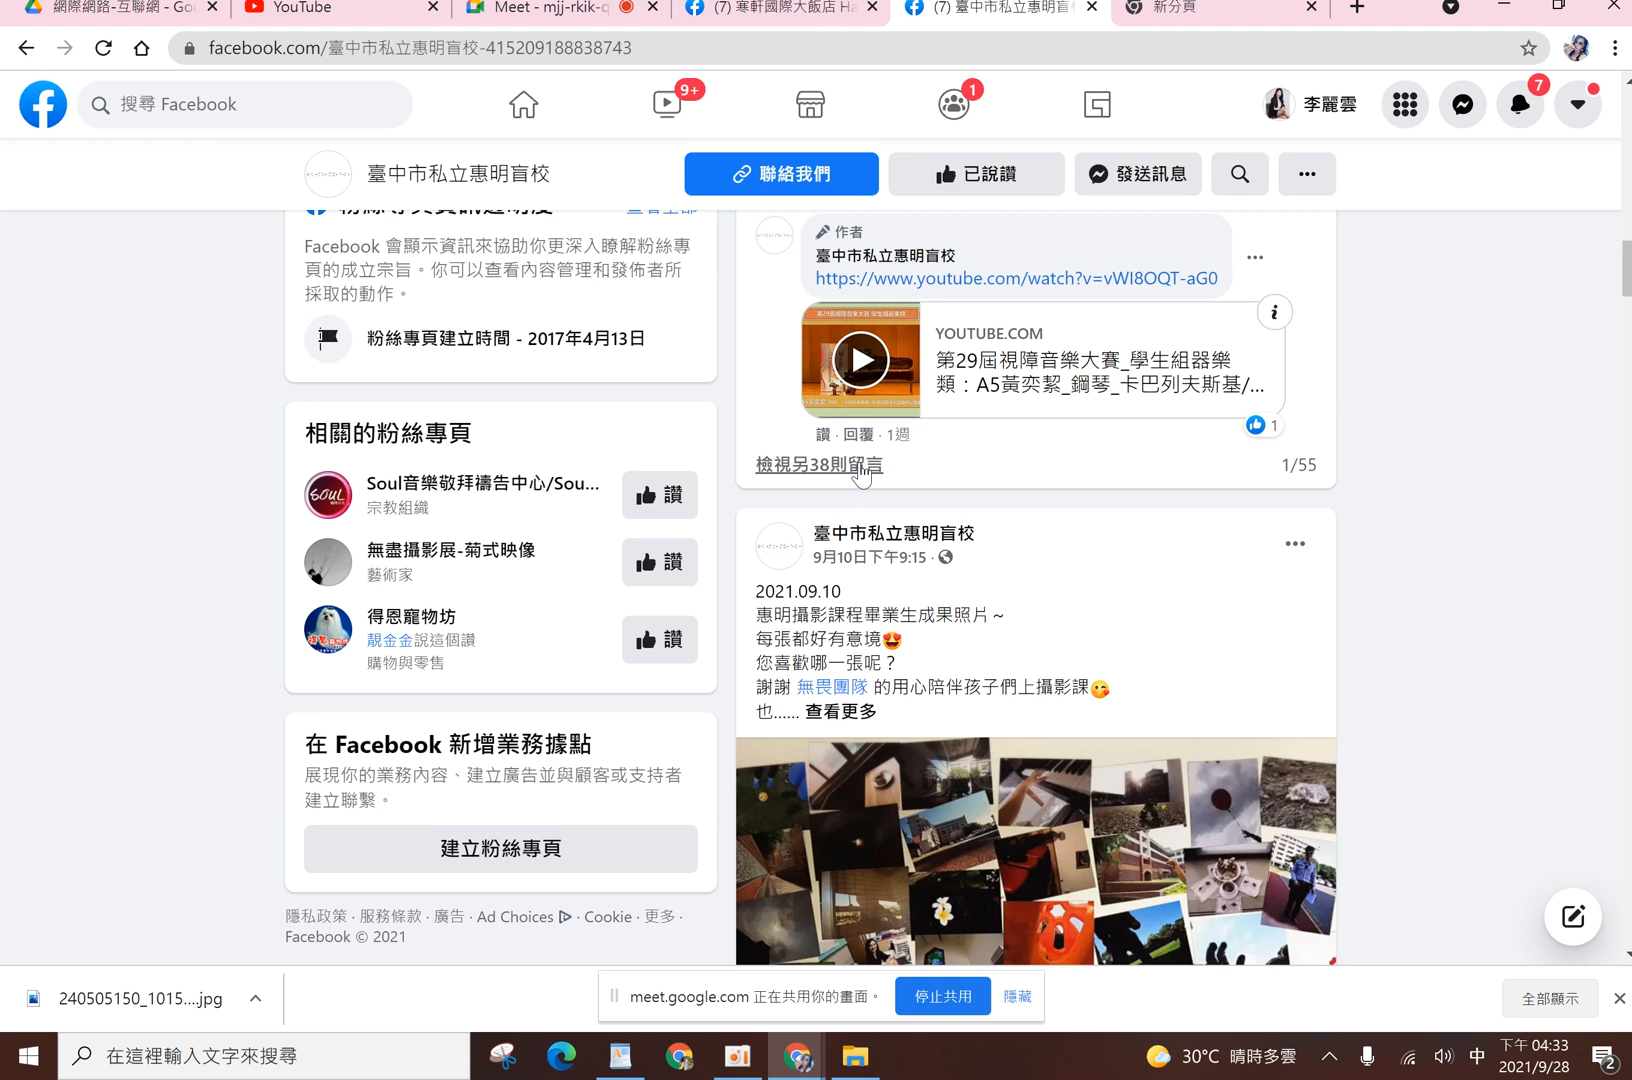 網際網路-互聯網 - Go
YouTube
Meet - mjj-rkik-q
(7) 寒軒國際大飯店 Ha
(7) 臺中市私立惠明盲
新分頁
facebook.com/臺中市私立惠明盲校-415209188838743
搜尋 Facebook
9+
1
李麗雲
7
臺中市私立惠明盲校
聯絡我們
已說讚
發送訊息
粉絲專頁資訊透明度
查看全部
Facebook 會顯示資訊來協助你更深入瞭解粉絲專
頁的成立宗旨。你可以查看內容管理和發佈者所
採取的動作。
粉絲專頁建立時間 - 2017年4月13日
相關的粉絲專頁
Soul音樂敬拜禱告中心/Sou...
宗教組織
讚
無盡攝影展-菊式映像
藝術家
讚
得恩寵物坊
靚金金說這個讚
購物與零售
讚
在 Facebook 新增業務據點
展現你的業務內容、建立廣告並與顧客或支持者
建立聯繫。
建立粉絲專頁
隱私政策 · 服務條款 · 廣告 · Ad Choices · Cookie · 更多 ·
Facebook © 2021
作者
臺中市私立惠明盲校
https://www.youtube.com/watch?v=vWI8OQT-aG0
YOUTUBE.COM
第29屆視障音樂大賽_學生組器樂
類：A5黃奕絜_鋼琴_卡巴列夫斯基/...
讚 · 回覆 · 1週
1
檢視另38則留言
1/55
臺中市私立惠明盲校
9月10日下午9:15 ·
2021.09.10
惠明攝影課程畢業生成果照片～
每張都好有意境😍
您喜歡哪一張呢？
謝謝 無畏團隊 的用心陪伴孩子們上攝影課😋
也...... 查看更多
240505150_1015....jpg
meet.google.com 正在共用你的畫面。
停止共用
隱藏
全部顯示
在這裡輸入文字來搜尋
30°C 晴時多雲
中
下午 04:33
2021/9/28
2